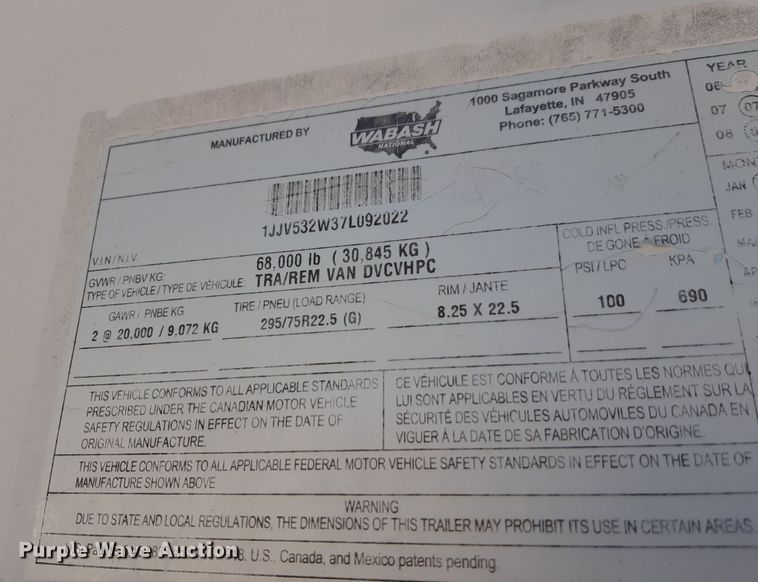 MANUFACTURED BY
WABASH
NATIONAL
1000 Sagamore Parkway South
Lafayette, IN 47905
Phone: (765) 771-5300
YEAR
06
07 07
08
MON
JAN
FEB
1JJV532W37L092022
V.I.N/N.I.V.
GVWR / PNBV KG: 68,000 lb ( 30,845 KG )
TYPE OF VEHICLE / TYPE DE VÉHICULE: TRA/REM VAN DVCVHPC
COLD INFL PRESS./PRESS.
DE GONF À FROID
PSI / LPC KPA
100 690
GAWR / PNBE KG TIRE / PNEU (LOAD RANGE) RIM / JANTE
2 @ 20,000 / 9,072 KG 295/75R22.5 (G) 8.25 X 22.5
THIS VEHICLE CONFORMS TO ALL APPLICABLE STANDARDS
PRESCRIBED UNDER THE CANADIAN MOTOR VEHICLE
SAFETY REGULATIONS IN EFFECT ON THE DATE OF
ORIGINAL MANUFACTURE.
CE VÉHICULE EST CONFORME À TOUTES LES NORMES QUI
LUI SONT APPLICABLES EN VERTU DU RÉGLEMENT SUR LA
SÉCURITÉ DES VÉHICULES AUTOMOVILES DU CANADA EN
VIGUER À LA DATE DE SA FABRICATION D'ORIGINE.
THIS VEHICLE CONFORMS TO ALL APPLICABLE FEDERAL MOTOR VEHICLE SAFETY STANDARDS IN EFFECT ON THE DATE OF
MANUFACTURE SHOWN ABOVE.
WARNING
DUE TO STATE AND LOCAL REGULATIONS, THE DIMENSIONS OF THIS TRAILER MAY PROHIBIT ITS USE IN CERTAIN AREAS.
U.S., Canada, and Mexico patents pending.
Purple Wave Auction